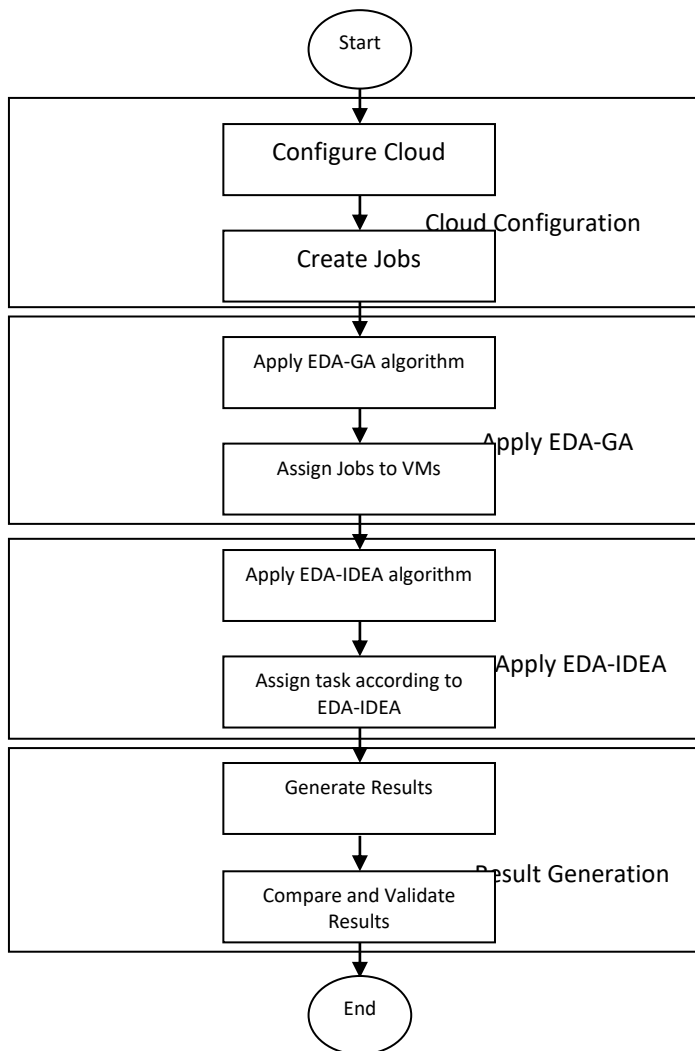 Start
Configure Cloud
Cloud Configuration
Create Jobs
Apply EDA-GA algorithm
Apply EDA-GA
Assign Jobs to VMs
Apply EDA-IDEA algorithm
Apply EDA-IDEA
Assign task according to
EDA-IDEA
Generate Results
Result Generation
Compare and Validate
Results
End